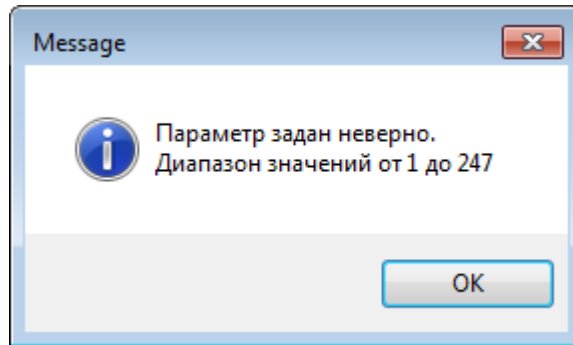 Message
Параметр задан неверно.
Диапазон значений от 1 до 247
OK